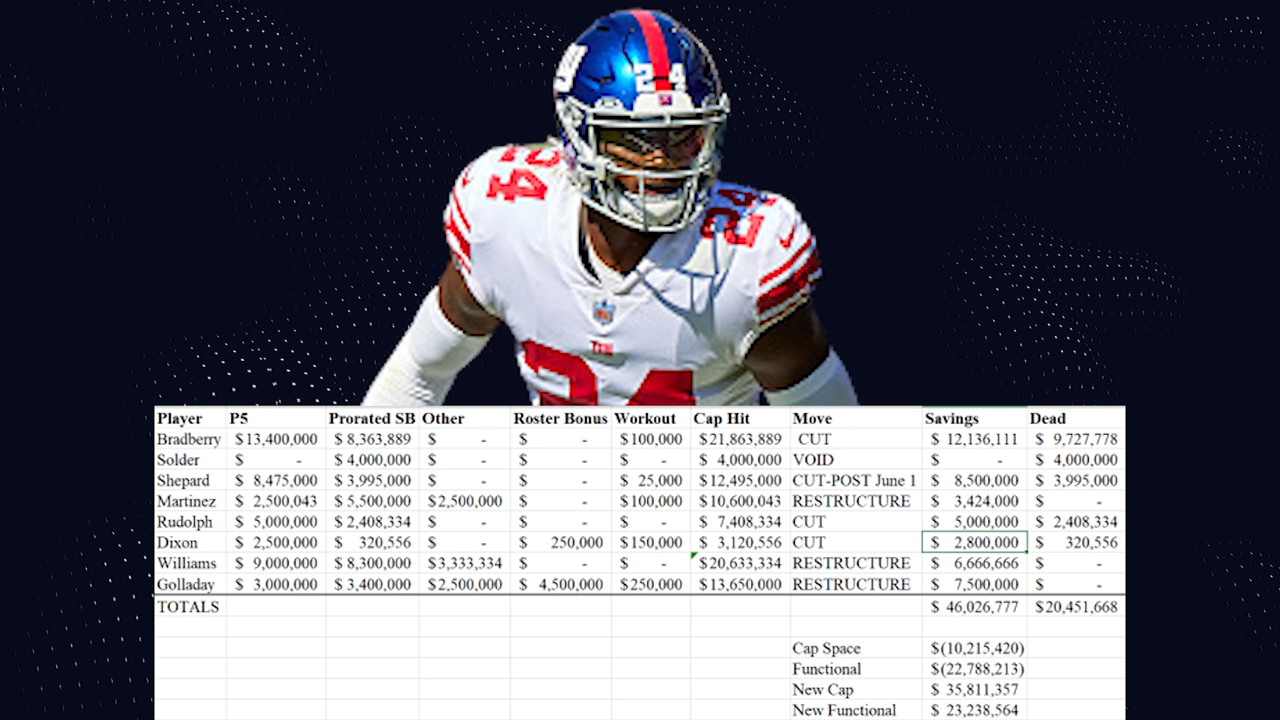 24
24
24
24
Player P5 Prorated SB Other Roster Bonus Workout Cap Hit Move Savings Dead
Bradberry $13,400,000 $ 8,363,889 $ - $ - $100,000 $21,863,889 CUT $ 12,136,111 $ 9,727,778
Solder $ - $ 4,000,000 $ - $ - $ - $ 4,000,000 VOID $ - $ 4,000,000
Shepard $ 8,475,000 $ 3,995,000 $ - $ - $ 25,000 $12,495,000 CUT-POST June 1 $ 8,500,000 $ 3,995,000
Martinez $ 2,500,043 $ 5,500,000 $2,500,000 $ - $100,000 $10,600,043 RESTRUCTURE $ 3,424,000 $ -
Rudolph $ 5,000,000 $ 2,408,334 $ - $ - $ - $ 7,408,334 CUT $ 5,000,000 $ 2,408,334
Dixon $ 2,500,000 $ 320,556 $ - $ 250,000 $150,000 $ 3,120,556 CUT $ 2,800,000 $ 320,556
Williams $ 9,000,000 $ 8,300,000 $3,333,334 $ - $ - $20,633,334 RESTRUCTURE $ 6,666,666 $ -
Golladay $ 3,000,000 $ 3,400,000 $2,500,000 $ 4,500,000 $250,000 $13,650,000 RESTRUCTURE $ 7,500,000 $ -
TOTALS $ 46,026,777 $20,451,668
Cap Space $(10,215,420)
Functional $(22,788,213)
New Cap $ 35,811,357
New Functional $ 23,238,564